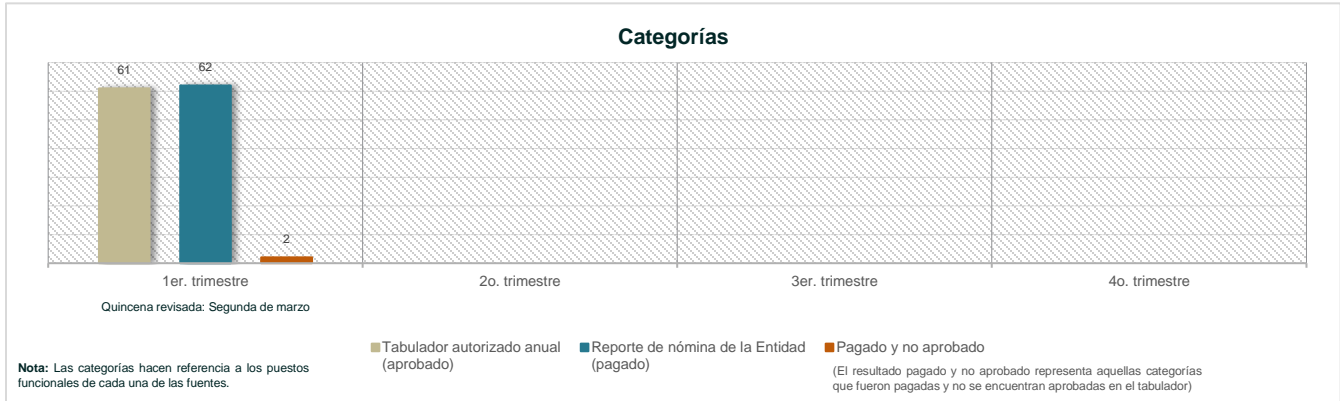 Categorías
61
62
2
1er. trimestre
2o. trimestre
3er. trimestre
4o. trimestre
Quincena revisada: Segunda de marzo
Tabulador autorizado anual
(aprobado)
Reporte de nómina de la Entidad
(pagado)
Pagado y no aprobado
(El resultado pagado y no aprobado representa aquellas categorías
que fueron pagadas y no se encuentran aprobadas en el tabulador)
Nota: Las categorías hacen referencia a los puestos
funcionales de cada una de las fuentes.